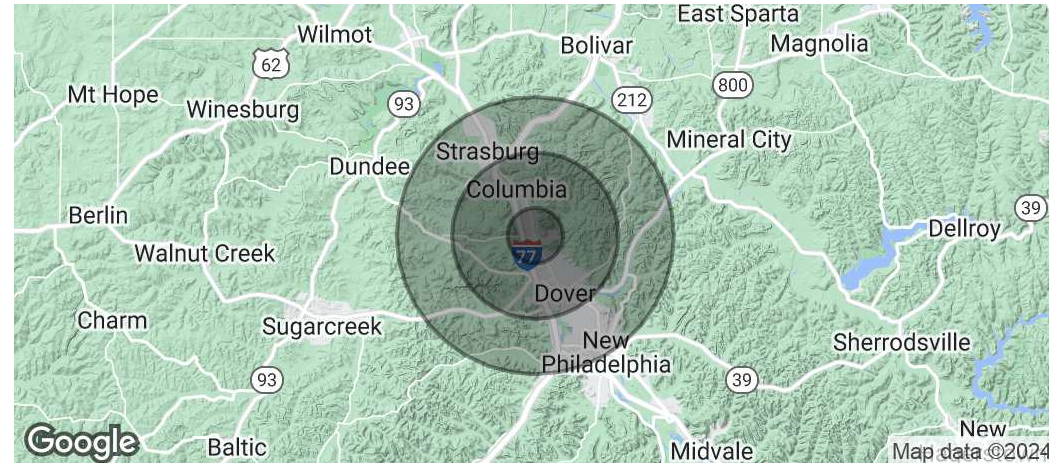 East Sparta
Wilmot
Bolivar
Magnolia
62
800
Mt Hope
93
212
Winesburg
Mineral City
Strasburg
Dundee
Columbia
39
Berlin
Dellroy
Walnut Creek
77
Dover
Charm
Sugarcreek
New
Philadelphia
Sherrodsville
93
39
New
Google
Baltic
Midvale
Map data ©2024